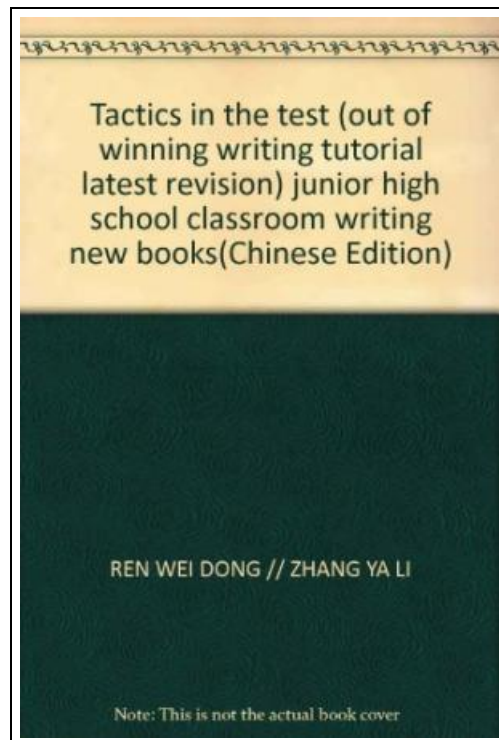 Tactics in the test (out of
winning writing tutorial
latest revision) junior high
school classroom writing
new books(Chinese Edition)
REN WEI DONG // ZHANG YA LI
Note: This is not the actual book cover